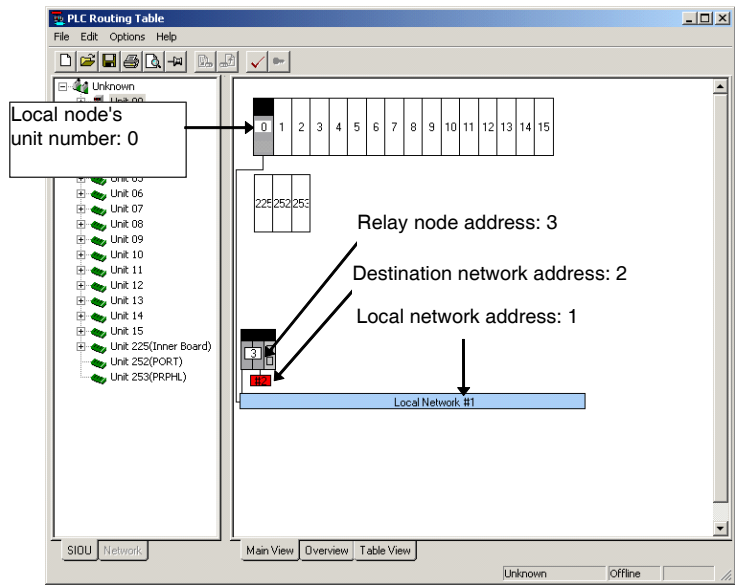 PLC Routing Table
File Edit Options Help
Unknown
Local node's
unit number: 0
Unit 06
Unit 07
Unit 08
Unit 09
Unit 10
Unit 11
Unit 12
Unit 13
Unit 14
Unit 15
Unit 225(Inner Board)
Unit 252(PORT)
Unit 253(PRPHL)
0 1 2 3 4 5 6 7 8 9 10 11 12 13 14 15
225 252 253
Relay node address: 3
Destination network address: 2
Local network address: 1
3
#2
Local Network #1
SIOU Network
Main View Overview Table View
Unknown Offline